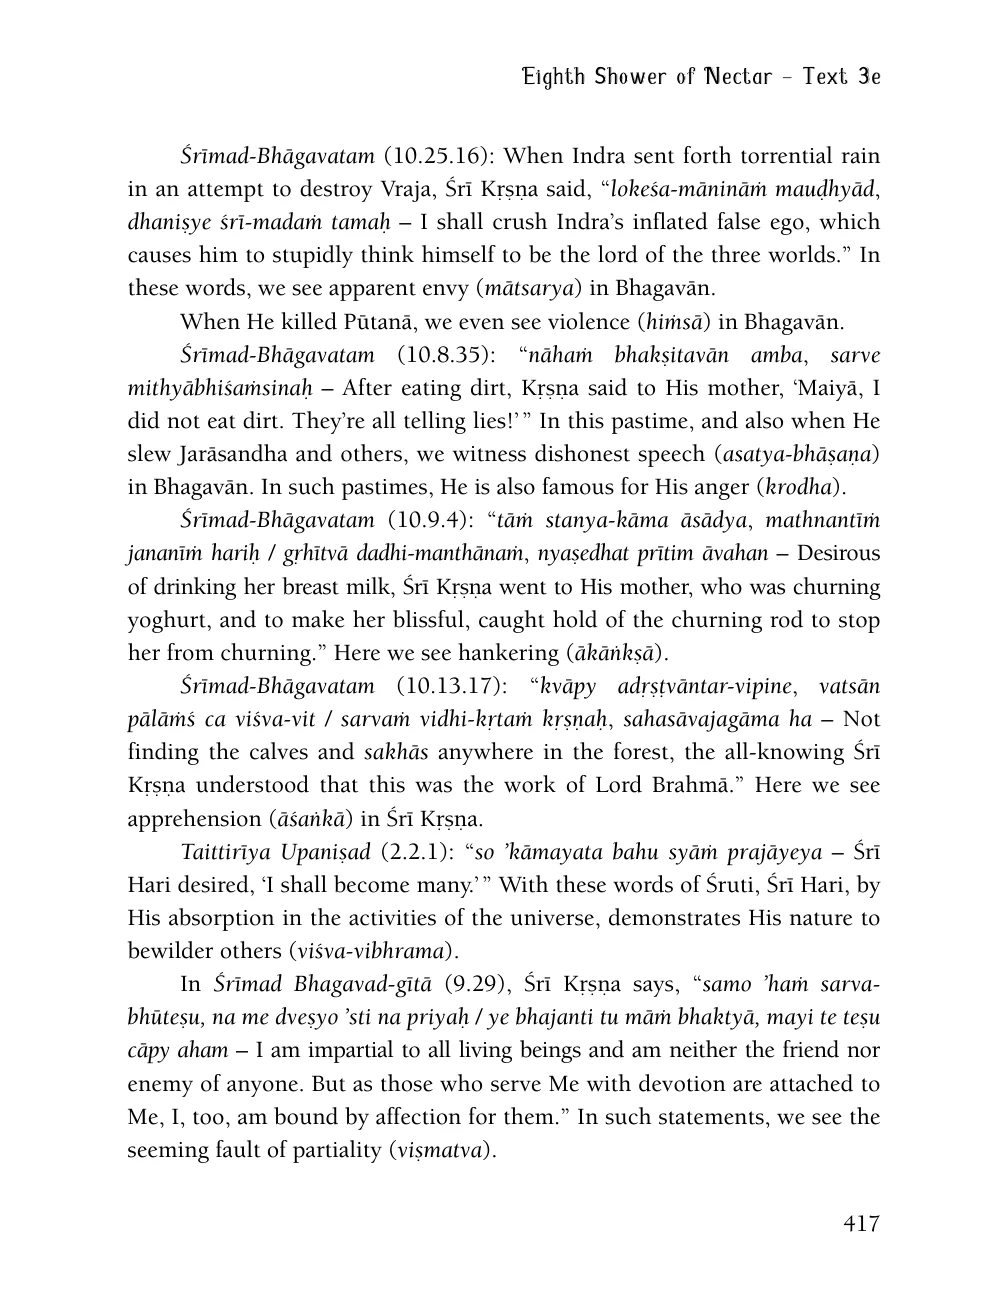 Eighth Shower of Nectar – Text 3e
Śrīmad-Bhāgavatam (10.25.16): When Indra sent forth torrential rain
in an attempt to destroy Vraja, Śrī Kṛṣṇa said, “lokeśa-mānināṁ mauḍhyād,
dhaniṣye śrī-madaṁ tamaḥ – I shall crush Indra’s inflated false ego, which
causes him to stupidly think himself to be the lord of the three worlds.” In
these words, we see apparent envy (mātsarya) in Bhagavān.
When He killed Pūtanā, we even see violence (hiṁsā) in Bhagavān.
Śrīmad-Bhāgavatam (10.8.35): “nāhaṁ bhakṣitavān amba, sarve
mithyābhiśaṁsinaḥ – After eating dirt, Kṛṣṇa said to His mother, ‘Maiyā, I
did not eat dirt. They’re all telling lies!’ ” In this pastime, and also when He
slew Jarāsandha and others, we witness dishonest speech (asatya-bhāṣaṇa)
in Bhagavān. In such pastimes, He is also famous for His anger (krodha).
Śrīmad-Bhāgavatam (10.9.4): “tāṁ stanya-kāma āsādya, mathnantīṁ
jananīṁ hariḥ / gṛhītvā dadhi-manthānaṁ, nyaṣedhat prītim āvahan – Desirous
of drinking her breast milk, Śrī Kṛṣṇa went to His mother, who was churning
yoghurt, and to make her blissful, caught hold of the churning rod to stop
her from churning.” Here we see hankering (ākāṅkṣā).
Śrīmad-Bhāgavatam (10.13.17): “kvāpy adṛṣṭvāntar-vipine, vatsān
pālāṁś ca viśva-vit / sarvaṁ vidhi-kṛtaṁ kṛṣṇaḥ, sahasāvajagāma ha – Not
finding the calves and sakhās anywhere in the forest, the all-knowing Śrī
Kṛṣṇa understood that this was the work of Lord Brahmā.” Here we see
apprehension (āśaṅkā) in Śrī Kṛṣṇa.
Taittirīya Upaniṣad (2.2.1): “so ’kāmayata bahu syāṁ prajāyeya – Śrī
Hari desired, ‘I shall become many.’ ” With these words of Śruti, Śrī Hari, by
His absorption in the activities of the universe, demonstrates His nature to
bewilder others (viśva-vibhrama).
In Śrīmad Bhagavad-gītā (9.29), Śrī Kṛṣṇa says, “samo ’haṁ sarva-
bhūteṣu, na me dveṣyo ’sti na priyaḥ / ye bhajanti tu māṁ bhaktyā, mayi te teṣu
cāpy aham – I am impartial to all living beings and am neither the friend nor
enemy of anyone. But as those who serve Me with devotion are attached to
Me, I, too, am bound by affection for them.” In such statements, we see the
seeming fault of partiality (viṣmatva).
417